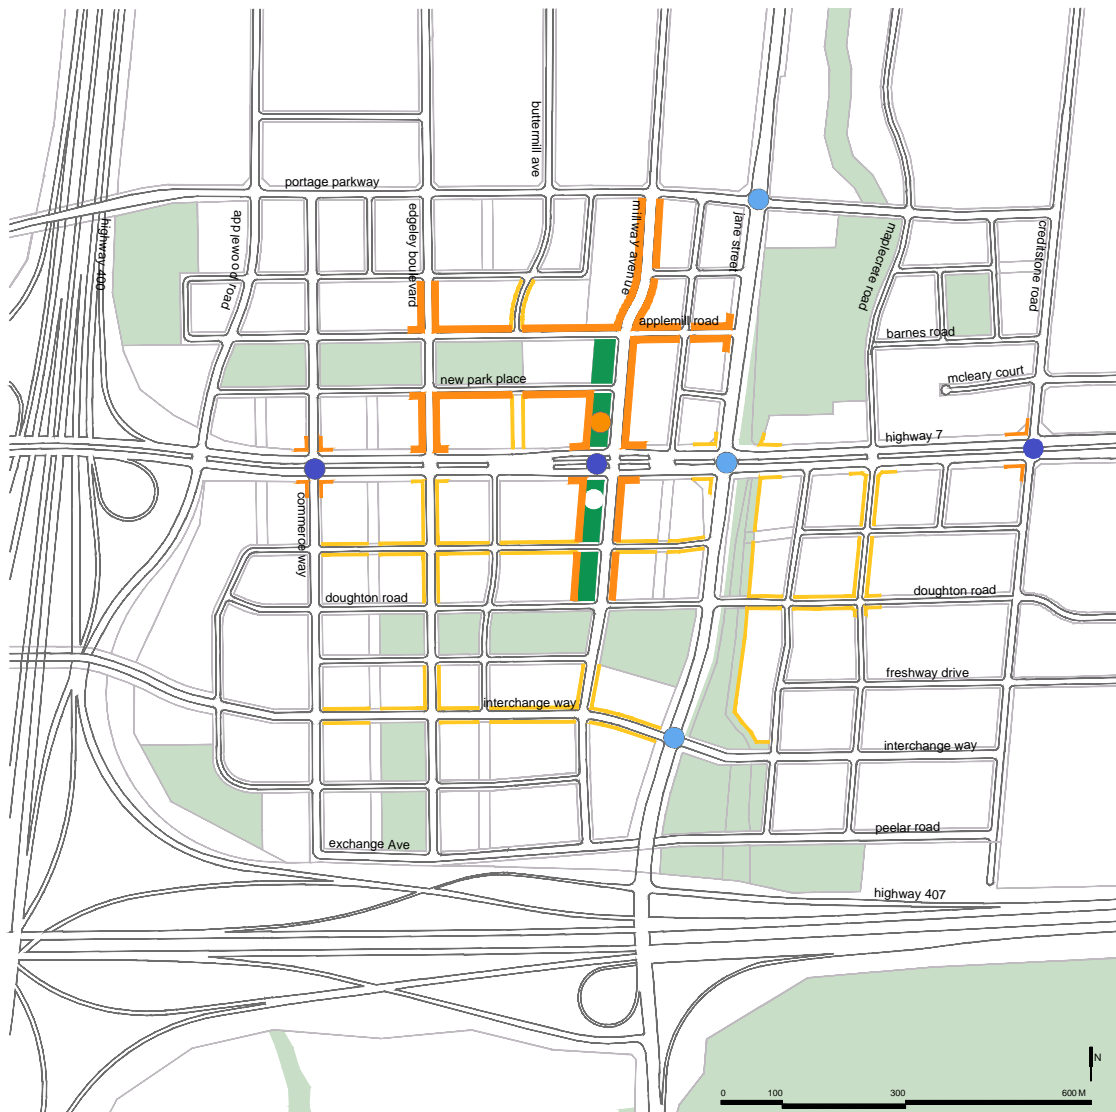 buttermill ave
portage parkway
highway 400
applewood road
edgeley boulevard
millway avenue
jane street
maplecrete road
creditstone road
applemill road
barnes road
new park place
mcleary court
highway 7
commerce way
doughton road
doughton road
freshway drive
interchange way
interchange way
peelar road
exchange Ave
highway 407
N
0 100 300 600 M